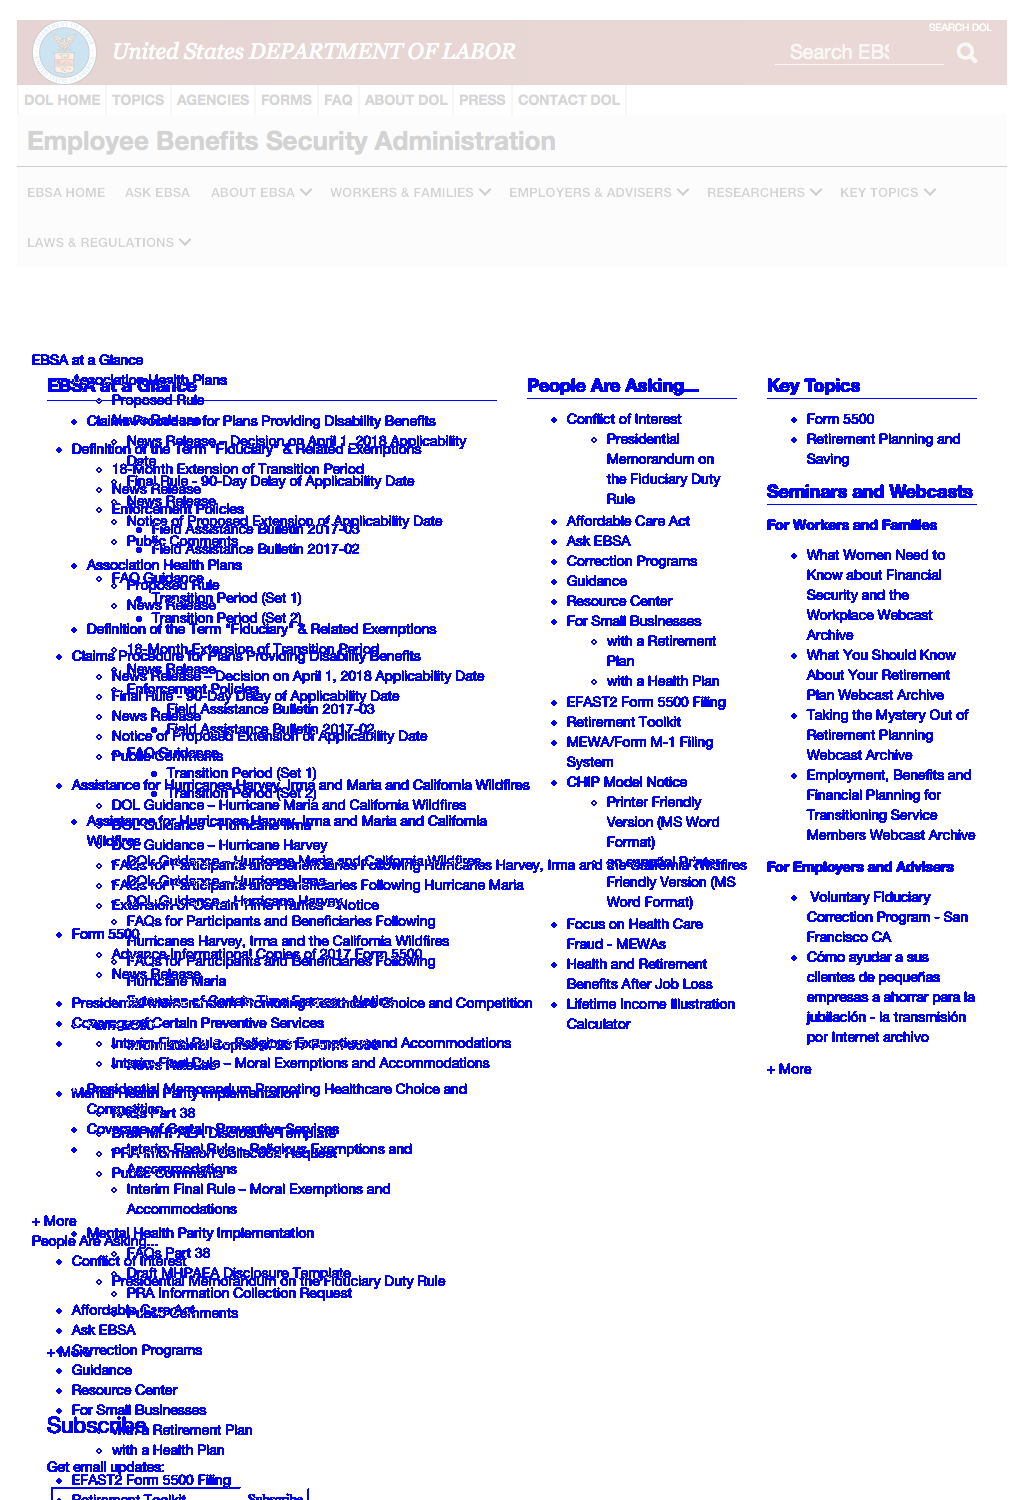 SEARCH DOL
United States DEPARTMENT OF LABOR
Search EBS
DOL HOME TOPICS AGENCIES FORMS FAQ ABOUT DOL PRESS CONTACT DOL
Employee Benefits Security Administration
EBSA HOME ASK EBSA ABOUT EBSA WORKERS & FAMILIES EMPLOYERS & ADVISERS RESEARCHERS KEY TOPICS
LAWS & REGULATIONS
EBSA at a Glance
Association Health Plans
EBSA at a Glance
Proposed Rule
Claims Procedure for Plans Providing Disability Benefits
News Release
News Release – Decision on April 1, 2018 Applicability
Date
Definition of the Term "Fiduciary" & Related Exemptions
18-Month Extension of Transition Period
Final Rule - 90-Day Delay of Applicability Date
News Release
News Release
Enforcement Policies
Notice of Proposed Extension of Applicability Date
Field Assistance Bulletin 2017-03
Public Comments
Field Assistance Bulletin 2017-02
Association Health Plans
FAQ Guidance
Proposed Rule
Transition Period (Set 1)
News Release
Transition Period (Set 2)
Definition of the Term "Fiduciary" & Related Exemptions
18-Month Extension of Transition Period
Claims Procedure for Plans Providing Disability Benefits
News Release
News Release – Decision on April 1, 2018 Applicability Date
Enforcement Policies
Final Rule - 90-Day Delay of Applicability Date
Field Assistance Bulletin 2017-03
News Release
Field Assistance Bulletin 2017-02
Notice of Proposed Extension of Applicability Date
FAQ Guidance
Public Comments
Transition Period (Set 1)
Assistance for Hurricanes Harvey, Irma and Maria and California Wildfires
Transition Period (Set 2)
DOL Guidance – Hurricane Maria and California Wildfires
Assistance for Hurricanes Harvey, Irma and Maria and California
Wildfires
DOL Guidance – Hurricane Irma
DOL Guidance – Hurricane Harvey
DOL Guidance – Hurricane Maria and California Wildfires
FAQs for Participants and Beneficiaries Following Hurricanes Harvey, Irma and the California Wildfires
DOL Guidance – Hurricane Irma
FAQs for Participants and Beneficiaries Following Hurricane Maria
DOL Guidance – Hurricane Harvey
Extension of Certain Time Frames – Notice
FAQs for Participants and Beneficiaries Following
Hurricanes Harvey, Irma and the California Wildfires
Form 5500
Advance Informational Copies of 2017 Form 5500
FAQs for Participants and Beneficiaries Following
Hurricane Maria
News Release
Extension of Certain Time Frames – Notice
Presidential Memorandum Promoting Healthcare Choice and Competition
Coverage of Certain Preventive Services
Form 5500
Interim Final Rule – Religious Exemptions and Accommodations
Interim Final Rule – Moral Exemptions and Accommodations
News Release
Presidential Memorandum Promoting Healthcare Choice and
Competition
Mental Health Parity Implementation
FAQs Part 38
Coverage of Certain Preventive Services
Draft MHPAEA Disclosure Template
Interim Final Rule – Religious Exemptions and
Accommodations
PRA Information Collection Request
Public Comments
Interim Final Rule – Moral Exemptions and
Accommodations
+ More
Mental Health Parity Implementation
People Are Asking...
FAQs Part 38
Conflict of Interest
Draft MHPAEA Disclosure Template
Presidential Memorandum on the Fiduciary Duty Rule
PRA Information Collection Request
Affordable Care Act
Public Comments
Ask EBSA
+ More
Correction Programs
Guidance
Resource Center
For Small Businesses
Subscribe
with a Retirement Plan
with a Health Plan
Get email updates:
EFAST2 Form 5500 Filing
Retirement Toolkit
Subscribe
People Are Asking...
Conflict of Interest
Presidential
Memorandum on
the Fiduciary Duty
Rule
Affordable Care Act
Ask EBSA
Correction Programs
Guidance
Resource Center
For Small Businesses
with a Retirement
Plan
with a Health Plan
EFAST2 Form 5500 Filing
Retirement Toolkit
MEWA/Form M-1 Filing
System
CHIP Model Notice
Printer Friendly
Version (MS Word
Format)
Friendly Version (MS
Word Format)
Focus on Health Care
Fraud - MEWAs
Health and Retirement
Benefits After Job Loss
Lifetime Income Illustration
Calculator
Key Topics
Form 5500
Retirement Planning and
Saving
Seminars and Webcasts
For Workers and Families
What Women Need to
Know about Financial
Security and the
Workplace Webcast
Archive
What You Should Know
About Your Retirement
Plan Webcast Archive
Taking the Mystery Out of
Retirement Planning
Webcast Archive
Employment, Benefits and
Financial Planning for
Transitioning Service
Members Webcast Archive
For Employers and Advisers
Voluntary Fiduciary
Correction Program - San
Francisco CA
Cómo ayudar a sus
clientes de pequeñas
empresas a ahorrar para la
jubilación - la transmisión
por Internet archivo
+ More